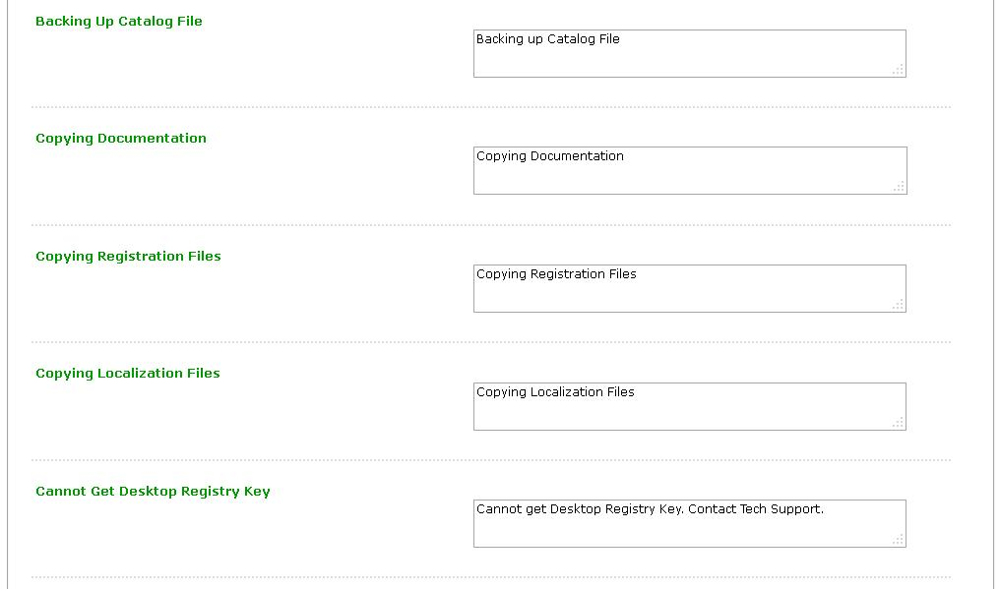 Backing Up Catalog File
Backing up Catalog File
Copying Documentation
Copying Documentation
Copying Registration Files
Copying Registration Files
Copying Localization Files
Copying Localization Files
Cannot Get Desktop Registry Key
Cannot get Desktop Registry Key. Contact Tech Support.